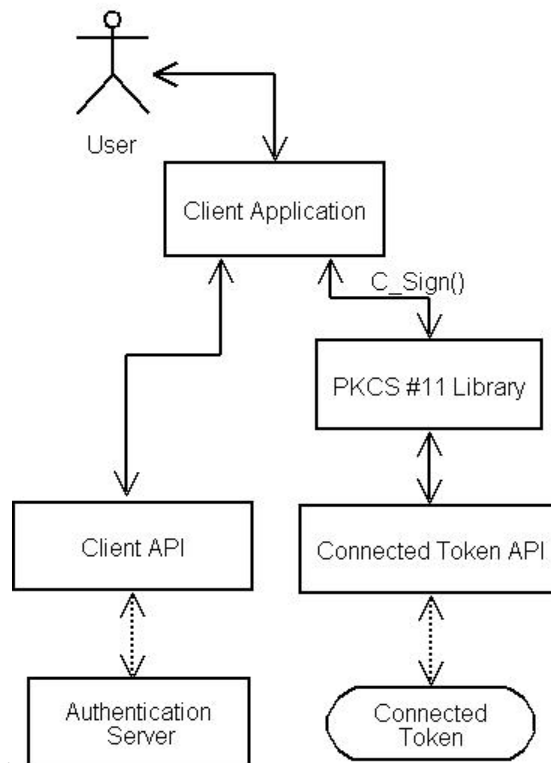 User
Client Application
C_Sign()
PKCS #11 Library
Client API
Connected Token API
Authentication
Server
Connected
Token